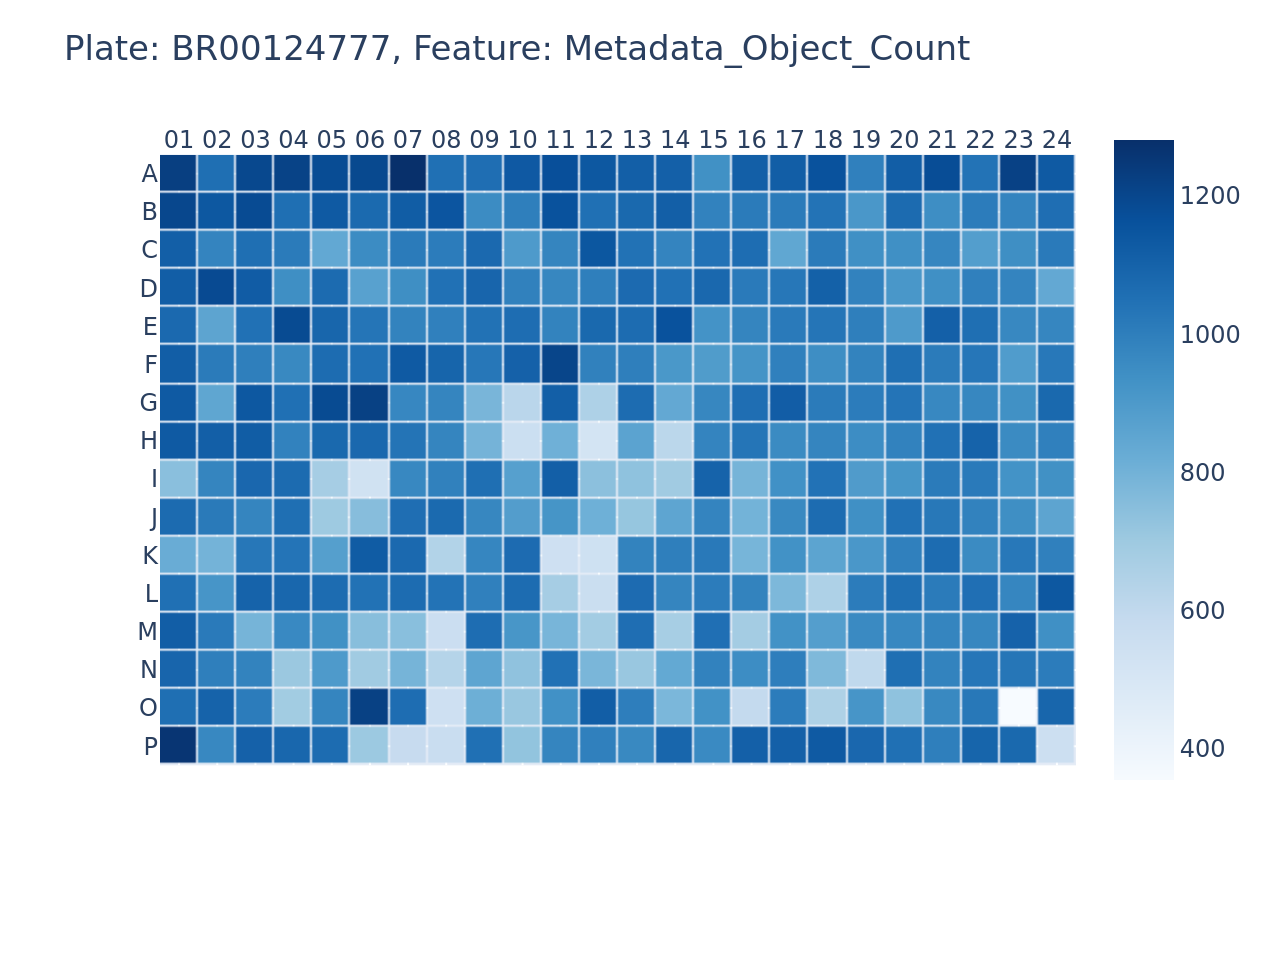 Plate: BR00124777, Feature: Metadata_Object_Count
01 02 03 04 05 06 07 08 09 10 11 12 13 14 15 16 17 18 19 20 21 22 23 24
A
B
C
D
E
F
G
H
I
J
K
L
M
N
O
P
1200
1000
800
600
400